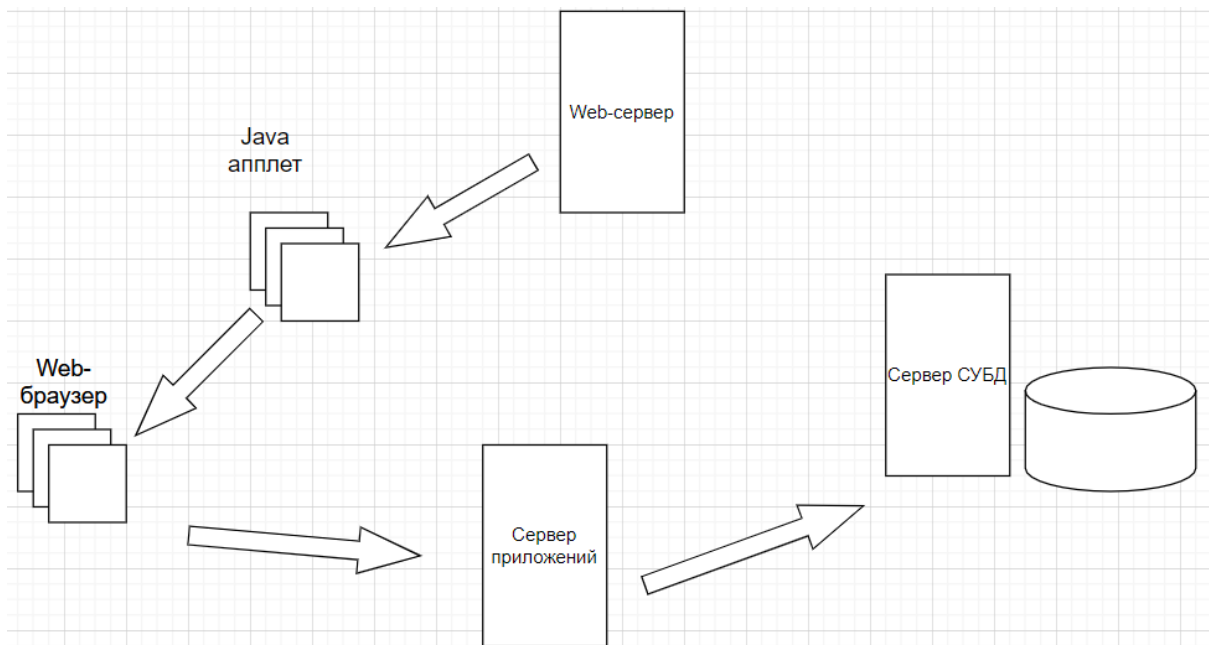 Web-сервер
Java
апплет
Web-
браузер
Сервер СУБД
Сервер
приложений